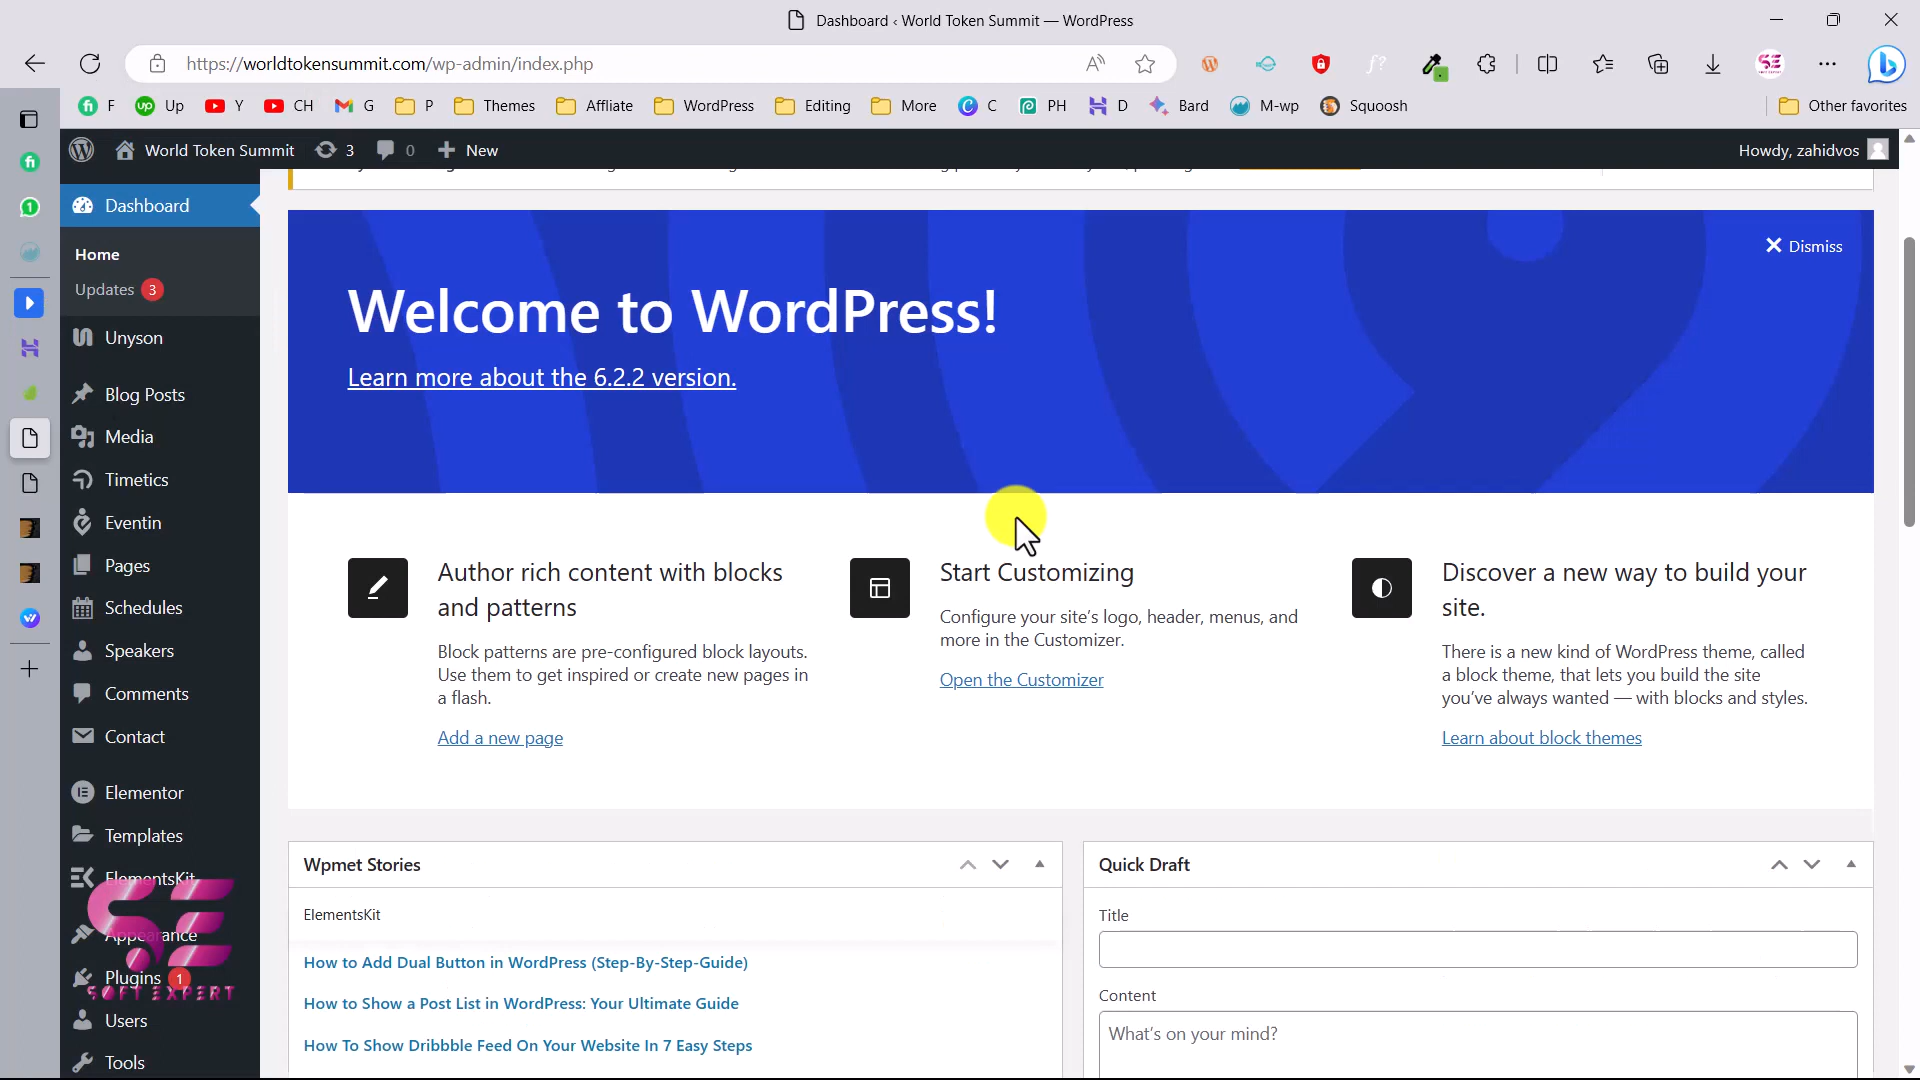 Dashboard ‹ World Token Summit — WordPress
https://worldtokensummit.com/wp-admin/index.php
F Up Y CH G P Themes Affliate WordPress Editing More C PH D Bard M-wp Squoosh Other favorites
World Token Summit 3 0 New Howdy, zahidvos
Dashboard
Home
Updates 3
Unyson
Blog Posts
Media
Timetics
Eventin
Pages
Schedules
Speakers
Comments
Contact
Elementor
Templates
ElementsKit
Appearance
Plugins 1
SOFT EXPERT
Users
Tools
Dismiss
Welcome to WordPress!
Learn more about the 6.2.2 version.
Author rich content with blocks
and patterns
Block patterns are pre-configured block layouts.
Use them to get inspired or create new pages in
a flash.
Add a new page
Start Customizing
Configure your site's logo, header, menus, and
more in the Customizer.
Open the Customizer
Discover a new way to build your
site.
There is a new kind of WordPress theme, called
a block theme, that lets you build the site
you've always wanted — with blocks and styles.
Learn about block themes
Wpmet Stories
ElementsKit
How to Add Dual Button in WordPress (Step-By-Step-Guide)
How to Show a Post List in WordPress: Your Ultimate Guide
How To Show Dribbble Feed On Your Website In 7 Easy Steps
Quick Draft
Title
Content
What's on your mind?